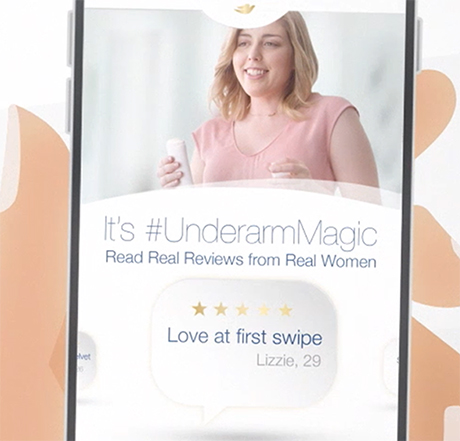 It's #UnderarmMagic
Read Real Reviews from Real Women
Love at first swipe
Lizzie, 29